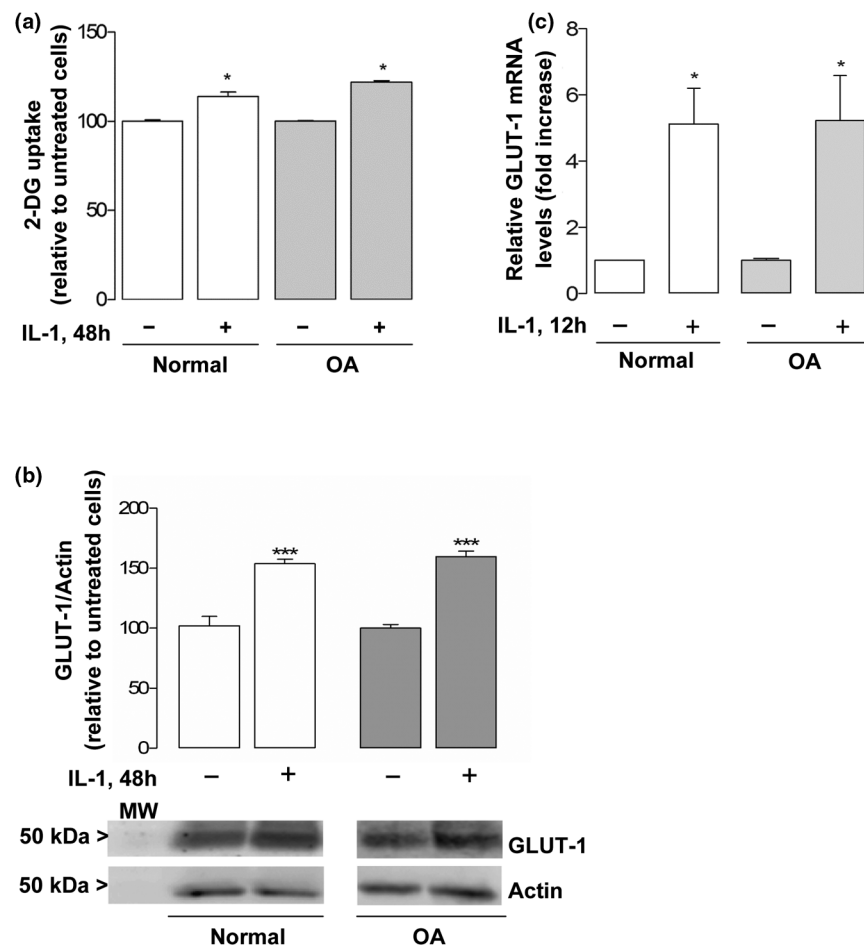 (a)
2-DG uptake
(relative to untreated cells)
150
100
50
0
* *
IL-1, 48h − + − +
Normal OA
(c)
Relative GLUT-1 mRNA
levels (fold increase)
8
6
4
2
0
* *
IL-1, 12h − + − +
Normal OA
(b)
GLUT-1/Actin
(relative to untreated cells)
200
150
100
50
0
*** ***
IL-1, 48h − + − +
MW
50 kDa > GLUT-1
50 kDa > Actin
Normal OA